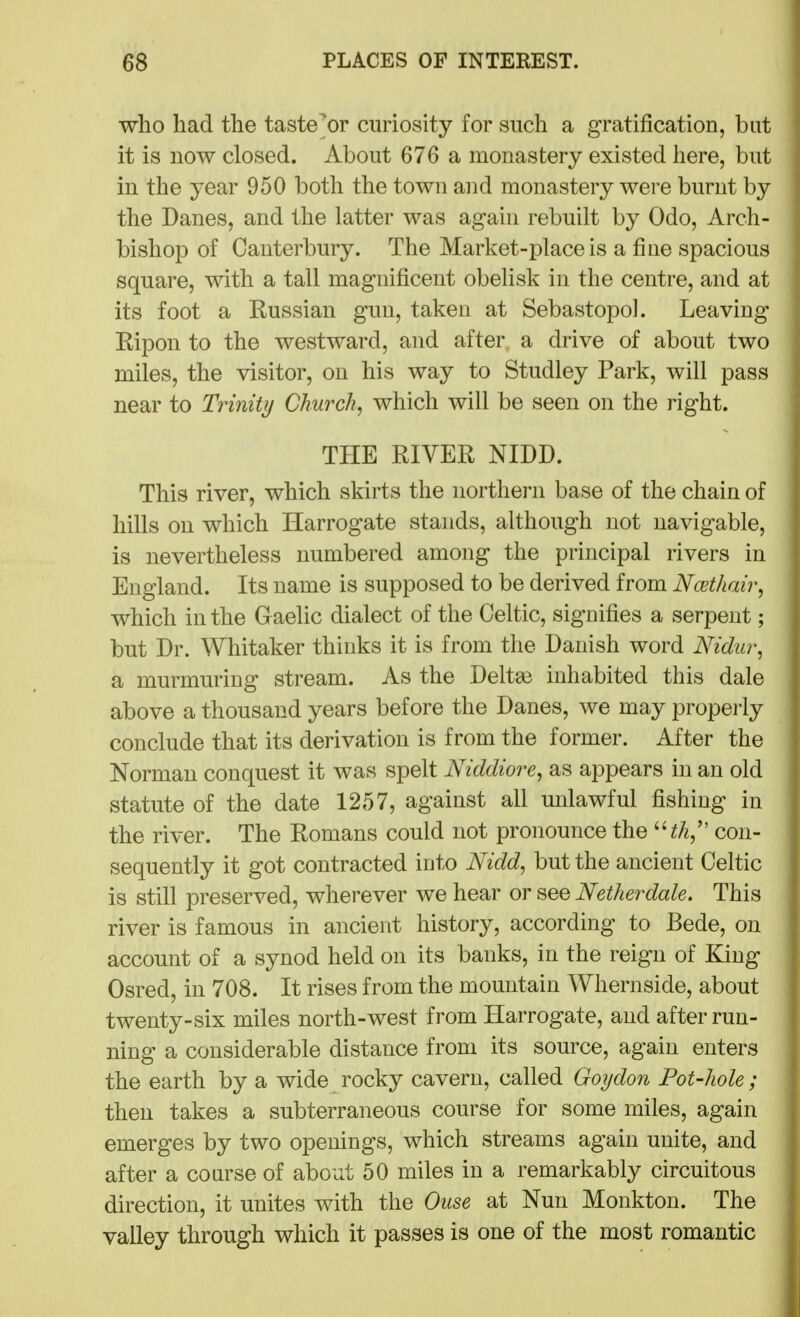 68 PLACES OF INTEREST.
who had the taste or curiosity for such a gratification, but
it is now closed. About 676 a monastery existed here, but
in the year 950 both the town and monastery were burnt by
the Danes, and the latter was again rebuilt by Odo, Arch-
bishop of Canterbury. The Market-place is a fine spacious
square, with a tall magnificent obelisk in the centre, and at
its foot a Russian gun, taken at Sebastopol. Leaving
Ripon to the westward, and after a drive of about two
miles, the visitor, on his way to Studley Park, will pass
near to Trinity Church, which will be seen on the right.
THE RIVER NIDD.
This river, which skirts the northern base of the chain of
hills on which Harrogate stands, although not navigable,
is nevertheless numbered among the principal rivers in
England. Its name is supposed to be derived from Næthair,
which in the Gaelic dialect of the Celtic, signifies a serpent;
but Dr. Whitaker thinks it is from the Danish word Nidur,
a murmuring stream. As the Deltæ inhabited this dale
above a thousand years before the Danes, we may properly
conclude that its derivation is from the former. After the
Norman conquest it was spelt Niddiore, as appears in an old
statute of the date 1257, against all unlawful fishing in
the river. The Romans could not pronounce the "th," con-
sequently it got contracted into Nidd, but the ancient Celtic
is still preserved, wherever we hear or see Netherdale. This
river is famous in ancient history, according to Bede, on
account of a synod held on its banks, in the reign of King
Osred, in 708. It rises from the mountain Whernside, about
twenty-six miles north-west from Harrogate, and after run-
ning a considerable distance from its source, again enters
the earth by a wide rocky cavern, called Goydon Pot-hole;
then takes a subterraneous course for some miles, again
emerges by two openings, which streams again unite, and
after a course of about 50 miles in a remarkably circuitous
direction, it unites with the Ouse at Nun Monkton. The
valley through which it passes is one of the most romantic